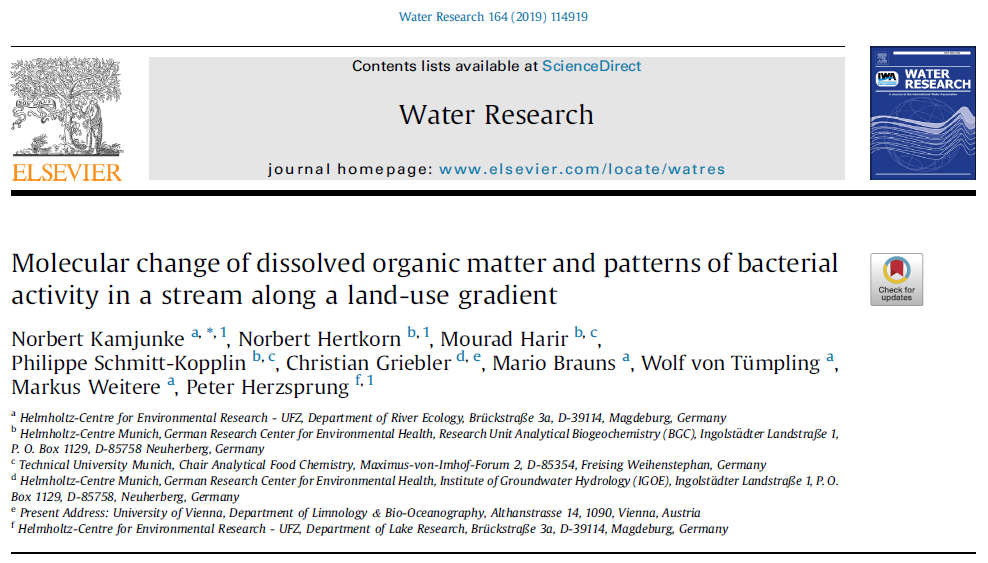 Water Research 164 (2019) 114919
Contents lists available at ScienceDirect
Water Research
journal homepage: www.elsevier.com/locate/watres
ELSEVIER
IWA
WATER
RESEARCH
Molecular change of dissolved organic matter and patterns of bacterial
activity in a stream along a land-use gradient
Check for
updates
Norbert Kamjunke a, *, 1, Norbert Hertkorn b, 1, Mourad Harir b, c,
Philippe Schmitt-Kopplin b, c, Christian Griebler d, e, Mario Brauns a, Wolf von Tümpling a,
Markus Weitere a, Peter Herzsprung f, 1
a Helmholtz-Centre for Environmental Research - UFZ, Department of River Ecology, Brückstraße 3a, D-39114, Magdeburg, Germany
b Helmholtz-Centre Munich, German Research Center for Environmental Health, Research Unit Analytical Biogeochemistry (BGC), Ingolstädter Landstraße 1,
P. O. Box 1129, D-85758 Neuherberg, Germany
c Technical University Munich, Chair Analytical Food Chemistry, Maximus-von-Imhof-Forum 2, D-85354, Freising Weihenstephan, Germany
d Helmholtz-Centre Munich, German Research Center for Environmental Health, Institute of Groundwater Hydrology (IGOE), Ingolstädter Landstraße 1, P. O.
Box 1129, D-85758, Neuherberg, Germany
e Present Address: University of Vienna, Department of Limnology & Bio-Oceanography, Althanstrasse 14, 1090, Vienna, Austria
f Helmholtz-Centre for Environmental Research - UFZ, Department of Lake Research, Brückstraße 3a, D-39114, Magdeburg, Germany